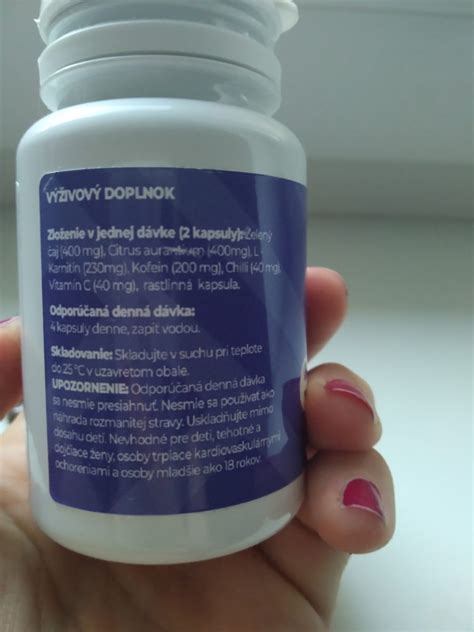 VÝŽIVOVÝ DOPLNOK
Zloženie v jednej dávke (2 kapsuly): Zelený
čaj (400 mg), Citrus aurantium (400mg), L -
Karnitín (230mg), Kofeín (200 mg), Chilli (40 mg),
Vitamín C (40 mg), rastlinná kapsula.
Odporúčaná denná dávka:
4 kapsuly denne, zapiť vodou.
Skladovanie: Skladujte v suchu pri teplote
do 25 °C v uzavretom obale.
UPOZORNENIE: Odporúčaná denná dávka
sa nesmie presiahnuť. Nesmie sa používať ako
náhrada rozmanitej stravy. Uskladňujte mimo
dosahu detí. Nevhodné pre deti, tehotné a
dojčiace ženy, osoby trpiace kardiovaskulárnymi
ochoreniami a osoby mladšie ako 18 rokov.